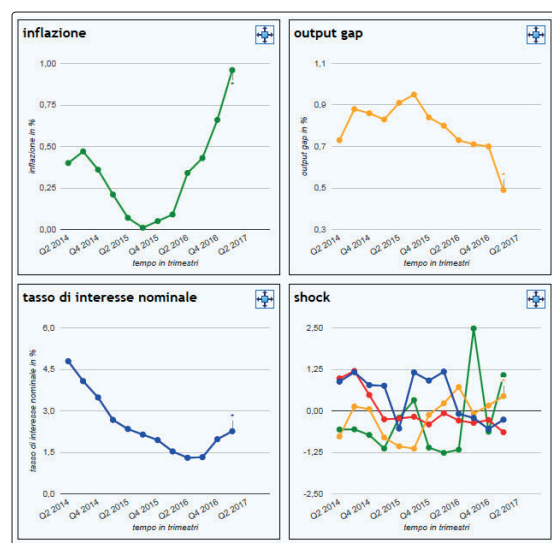 inflazione
inflazione in %
1,00
0,75
0,50
0,25
0,00
Q2 2014
Q4 2014
Q2 2015
Q4 2015
Q2 2016
Q4 2016
Q2 2017
tempo in trimestri
output gap
output gap in %
1,1
0,9
0,7
0,5
0,3
Q2 2014
Q4 2014
Q2 2015
Q4 2015
Q2 2016
Q4 2016
Q2 2017
tempo in trimestri
tasso di interesse nominale
tasso di interesse nominale in %
6,0
4,5
3,0
1,5
0,0
Q2 2014
Q4 2014
Q2 2015
Q4 2015
Q2 2016
Q4 2016
Q2 2017
tempo in trimestri
shock
2,50
1,25
0,00
-1,25
-2,50
Q2 2014
Q4 2014
Q2 2015
Q4 2015
Q2 2016
Q4 2016
Q2 2017
tempo in trimestri